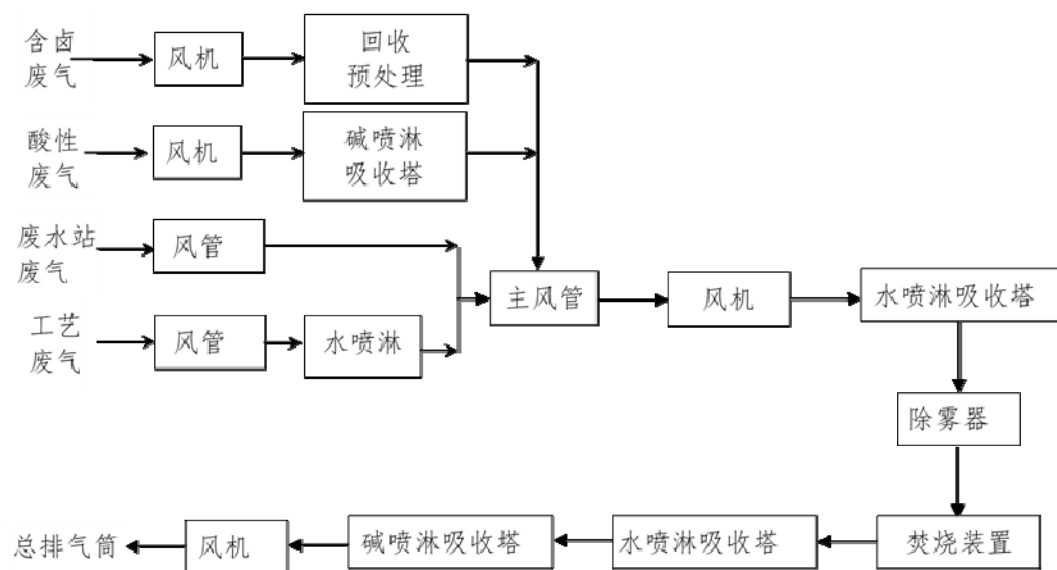 含卤
废气
风机
回收
预处理
酸性
废气
风机
碱喷淋
吸收塔
废水站
废气
风管
工艺
废气
风管
水喷淋
主风管
风机
水喷淋吸收塔
除雾器
焚烧装置
水喷淋吸收塔
碱喷淋吸收塔
风机
总排气筒